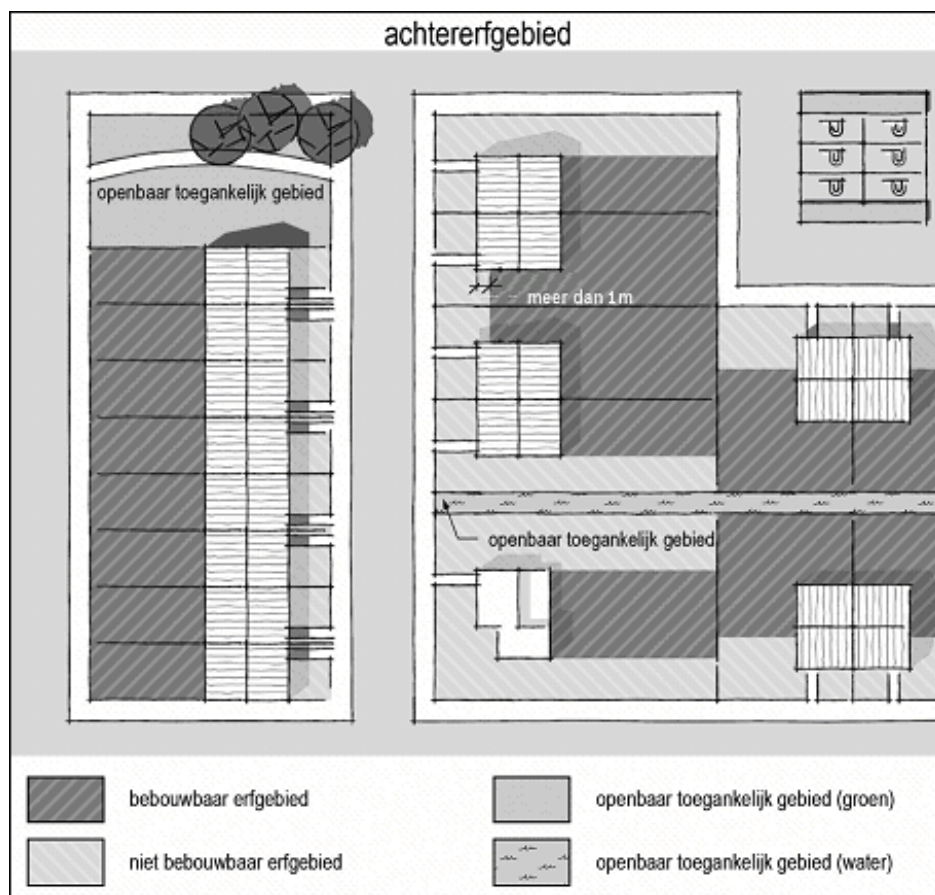 achtererfgebied
openbaar toegankelijk gebied
meer dan 1m
openbaar toegankelijk gebied
bebouwbaar erfgebied
openbaar toegankelijk gebied (groen)
niet bebouwbaar erfgebied
openbaar toegankelijk gebied (water)